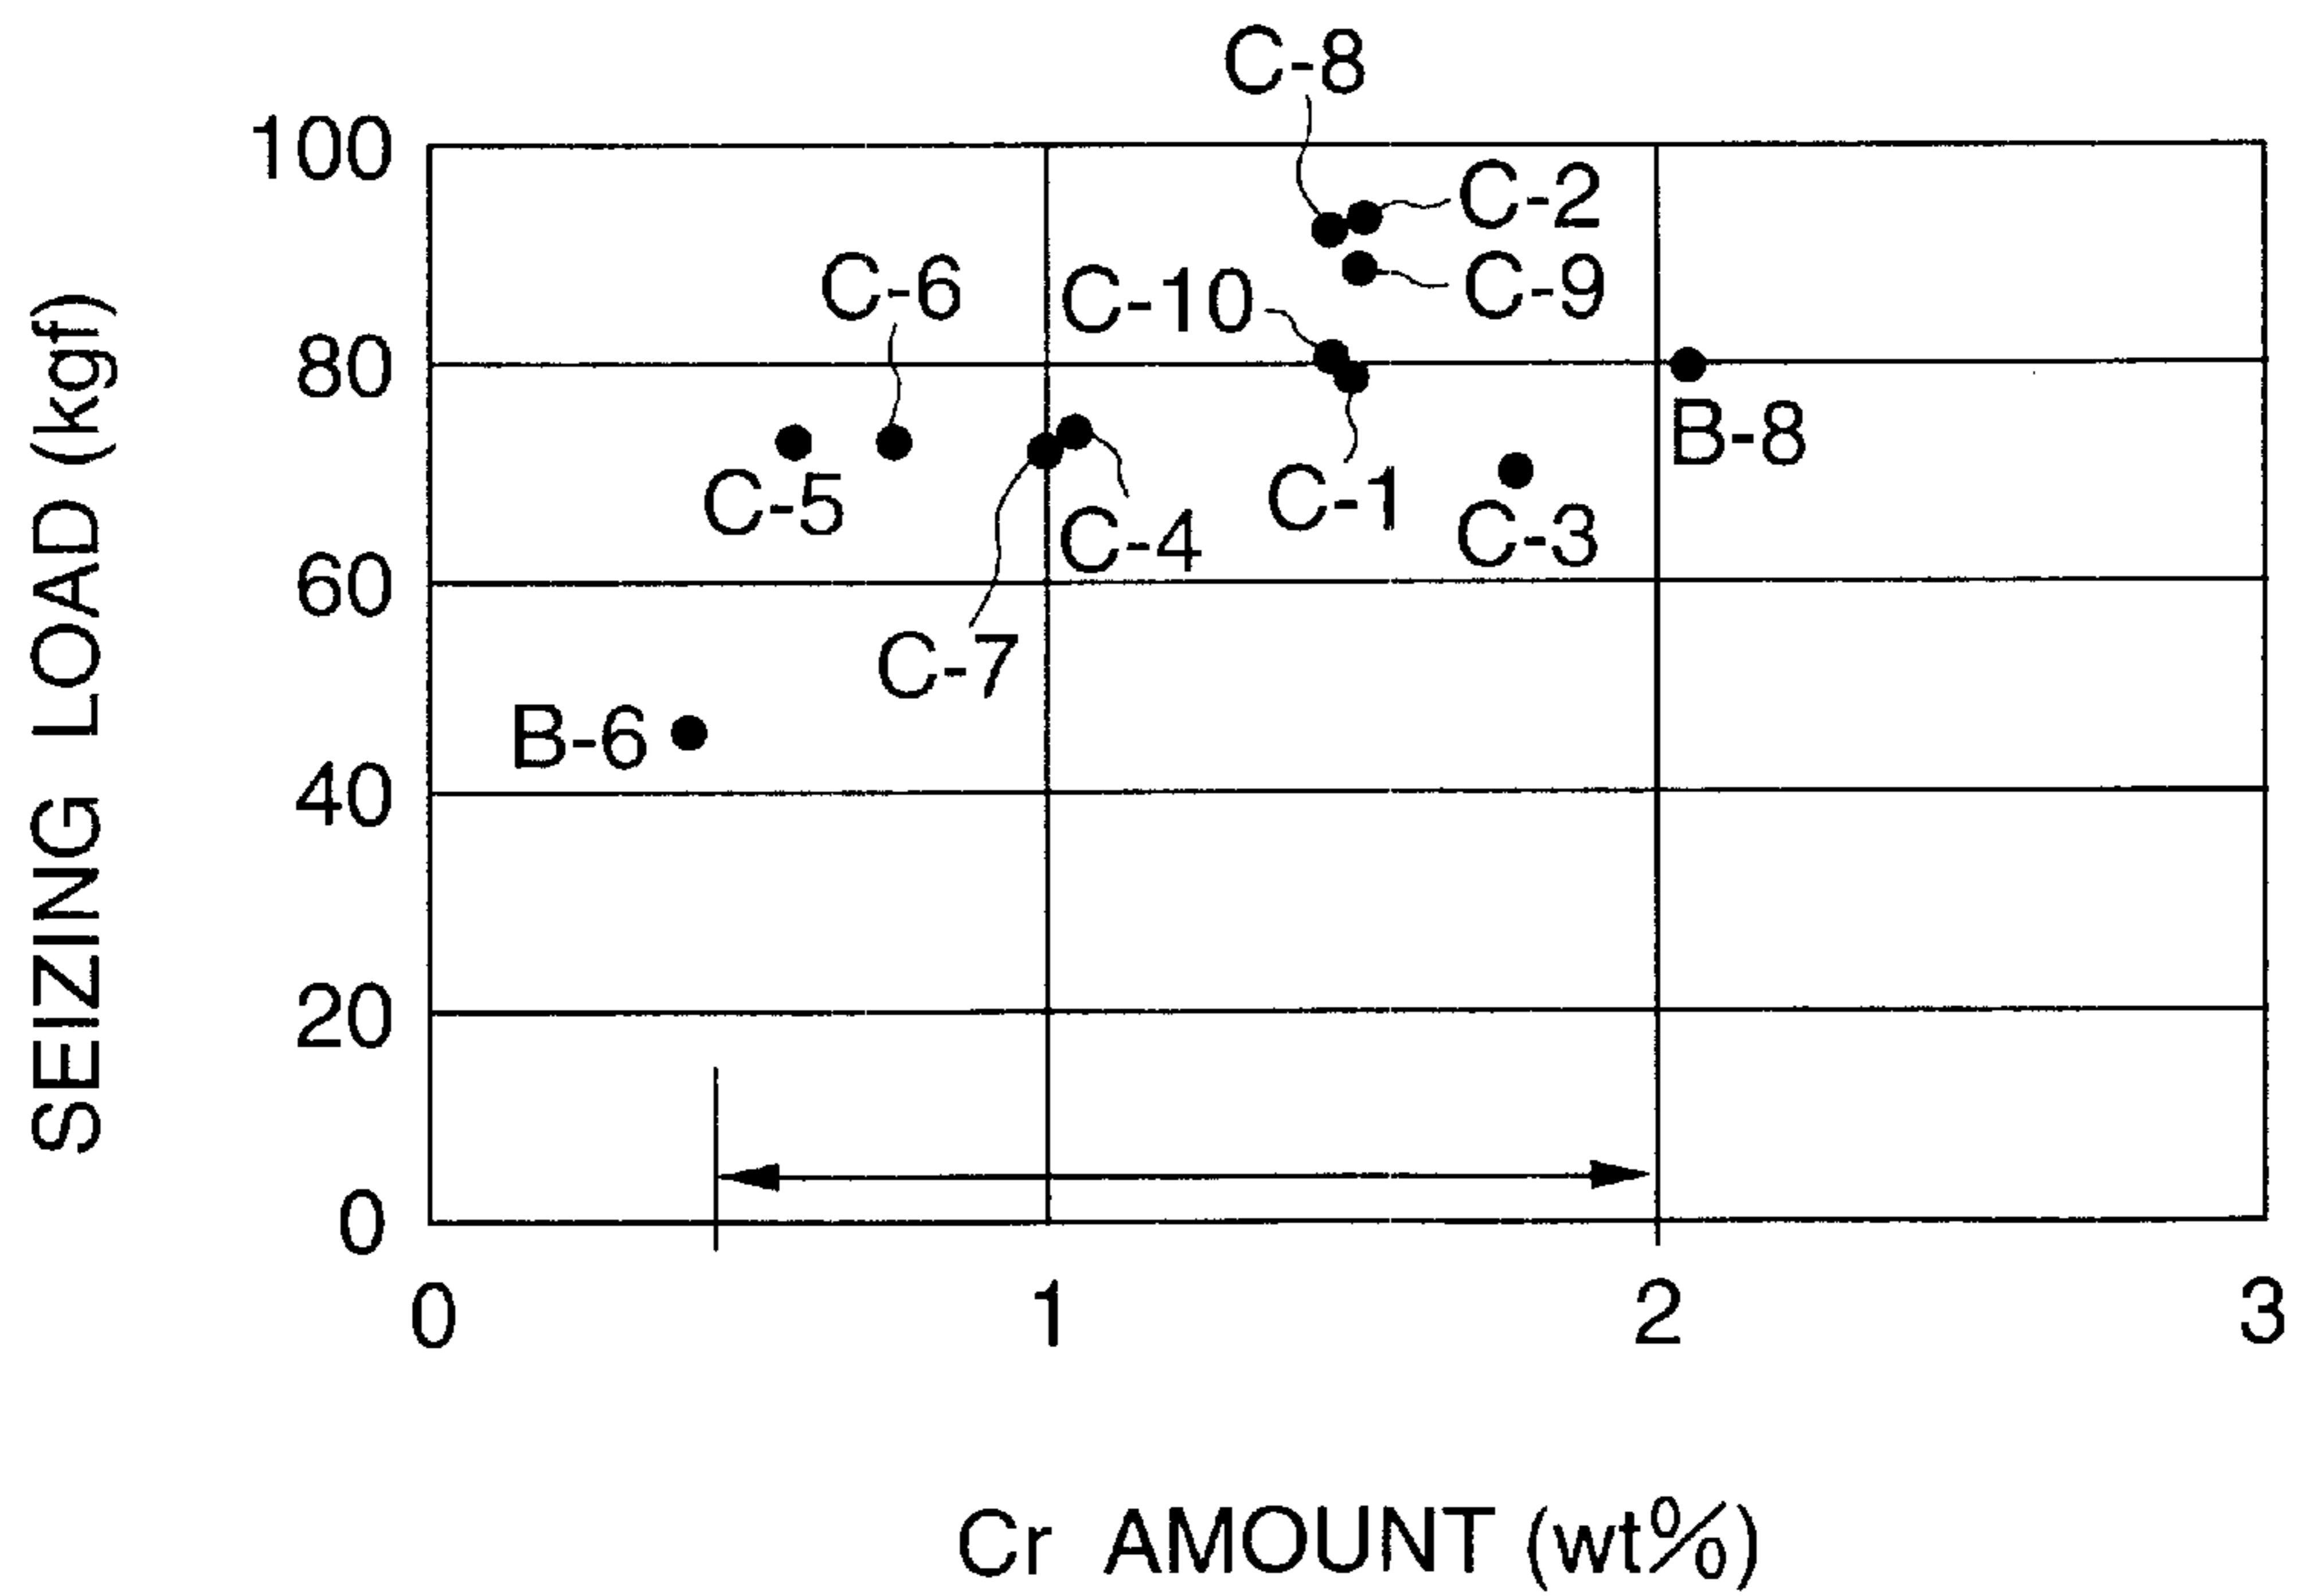 C-8
100
C-2
C-6
C-10
C-9
80
B-8
C-5
C-1
C-3
C-4
60
C-7
B-6
40
20
0
0 1 2 3
SEIZING LOAD (kgf)
Cr AMOUNT (wt%)